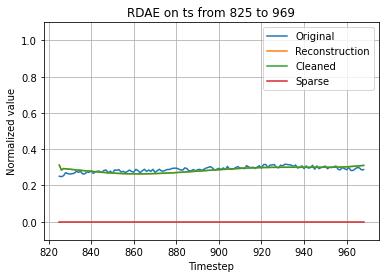 RDAE on ts from 825 to 969
Original
Reconstruction
Cleaned
Sparse
Normalized value
1.0
0.8
0.6
0.4
0.2
0.0
820 840 860 880 900 920 940 960
Timestep